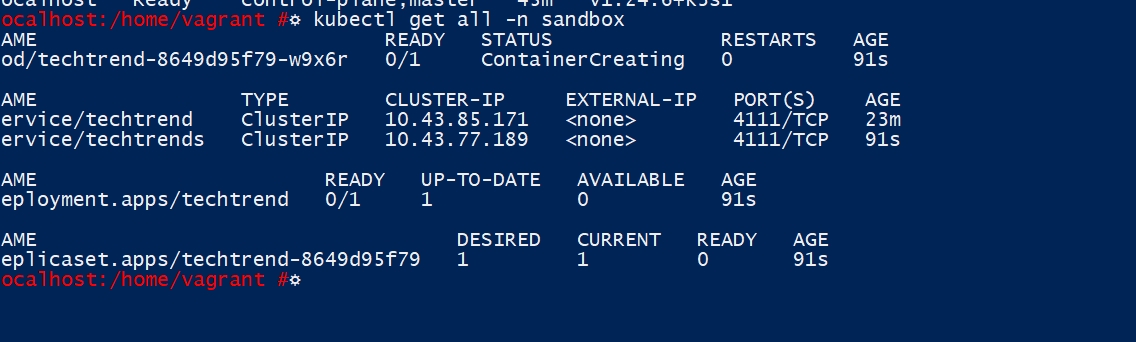 ocalhost   Ready    control-plane,master   45m   v1.24.6+k3s1
ocalhost:/home/vagrant #⚙ kubectl get all -n sandbox
AME                             READY   STATUS              RESTARTS   AGE
od/techtrend-8649d95f79-w9x6r   0/1     ContainerCreating   0          91s
AME                 TYPE        CLUSTER-IP     EXTERNAL-IP   PORT(S)    AGE
ervice/techtrend    ClusterIP   10.43.85.171   <none>        4111/TCP   23m
ervice/techtrends   ClusterIP   10.43.77.189   <none>        4111/TCP   91s
AME                        READY   UP-TO-DATE   AVAILABLE   AGE
eployment.apps/techtrend   0/1     1            0           91s
AME                                   DESIRED   CURRENT   READY   AGE
eplicaset.apps/techtrend-8649d95f79   1         1         0       91s
ocalhost:/home/vagrant #⚙